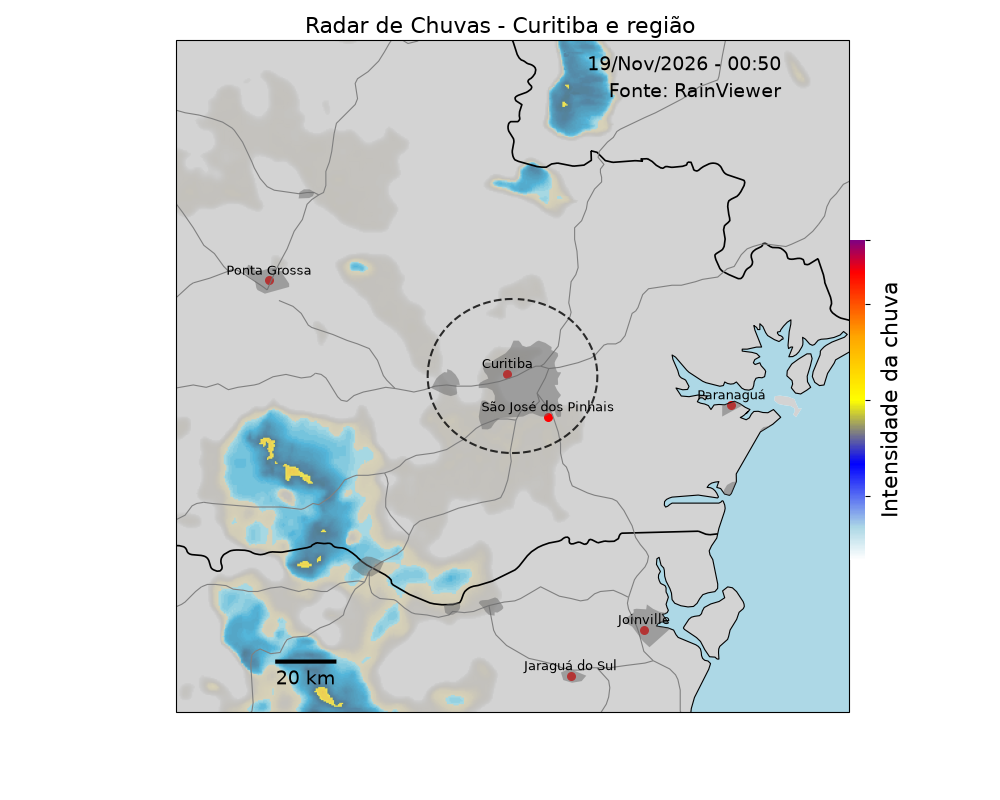 Radar de Chuvas - Curitiba e região
19/Nov/2026 - 00:50
Fonte: RainViewer
Ponta Grossa
Curitiba
São José dos Pinhais
Paranaguá
Intensidade da chuva
Joinville
Jaraguá do Sul
20 km